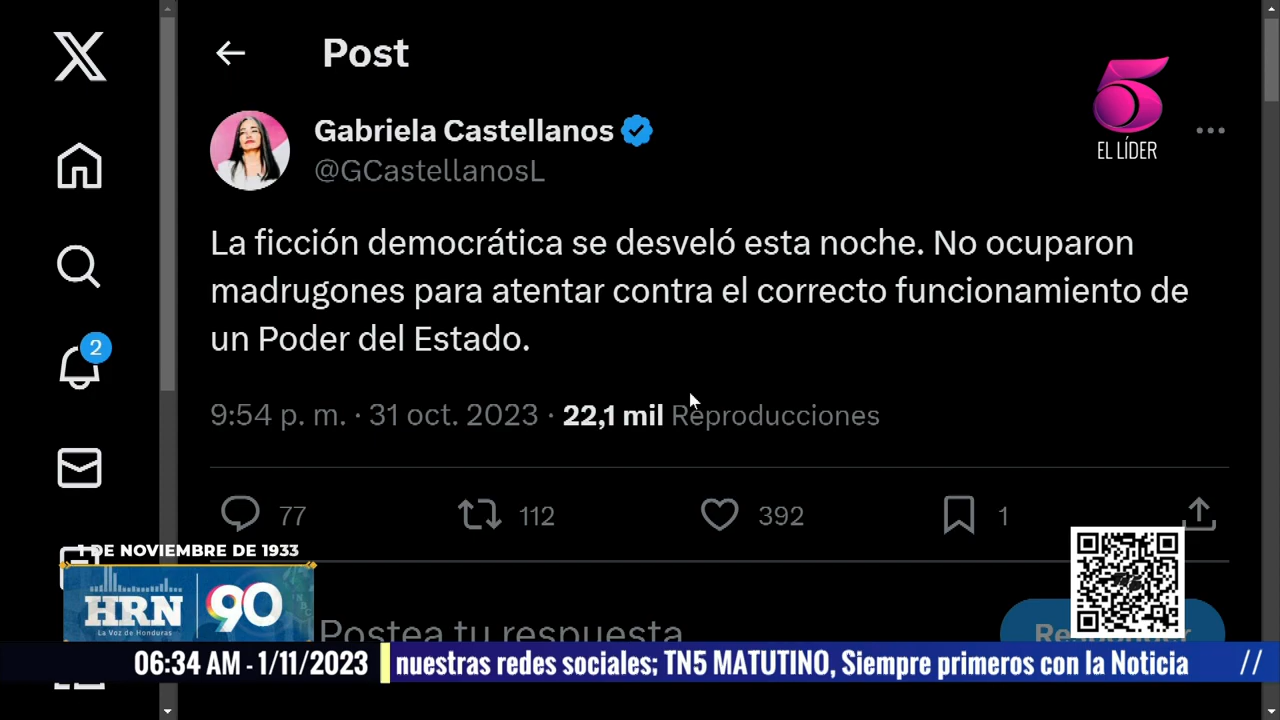 Post
5
EL LÍDER
Gabriela Castellanos
@GCastellanosL
La ficción democrática se desveló esta noche. No ocuparon
madrugones para atentar contra el correcto funcionamiento de
un Poder del Estado.
9:54 p. m. · 31 oct. 2023 · 22,1 mil Reproducciones
2
77 112 392 1
1 DE NOVIEMBRE DE 1933
HRN 90
La Voz de Honduras
Postea tu respuesta
Responder
06:34 AM - 1/11/2023 nuestras redes sociales; TN5 MATUTINO, Siempre primeros con la Noticia //